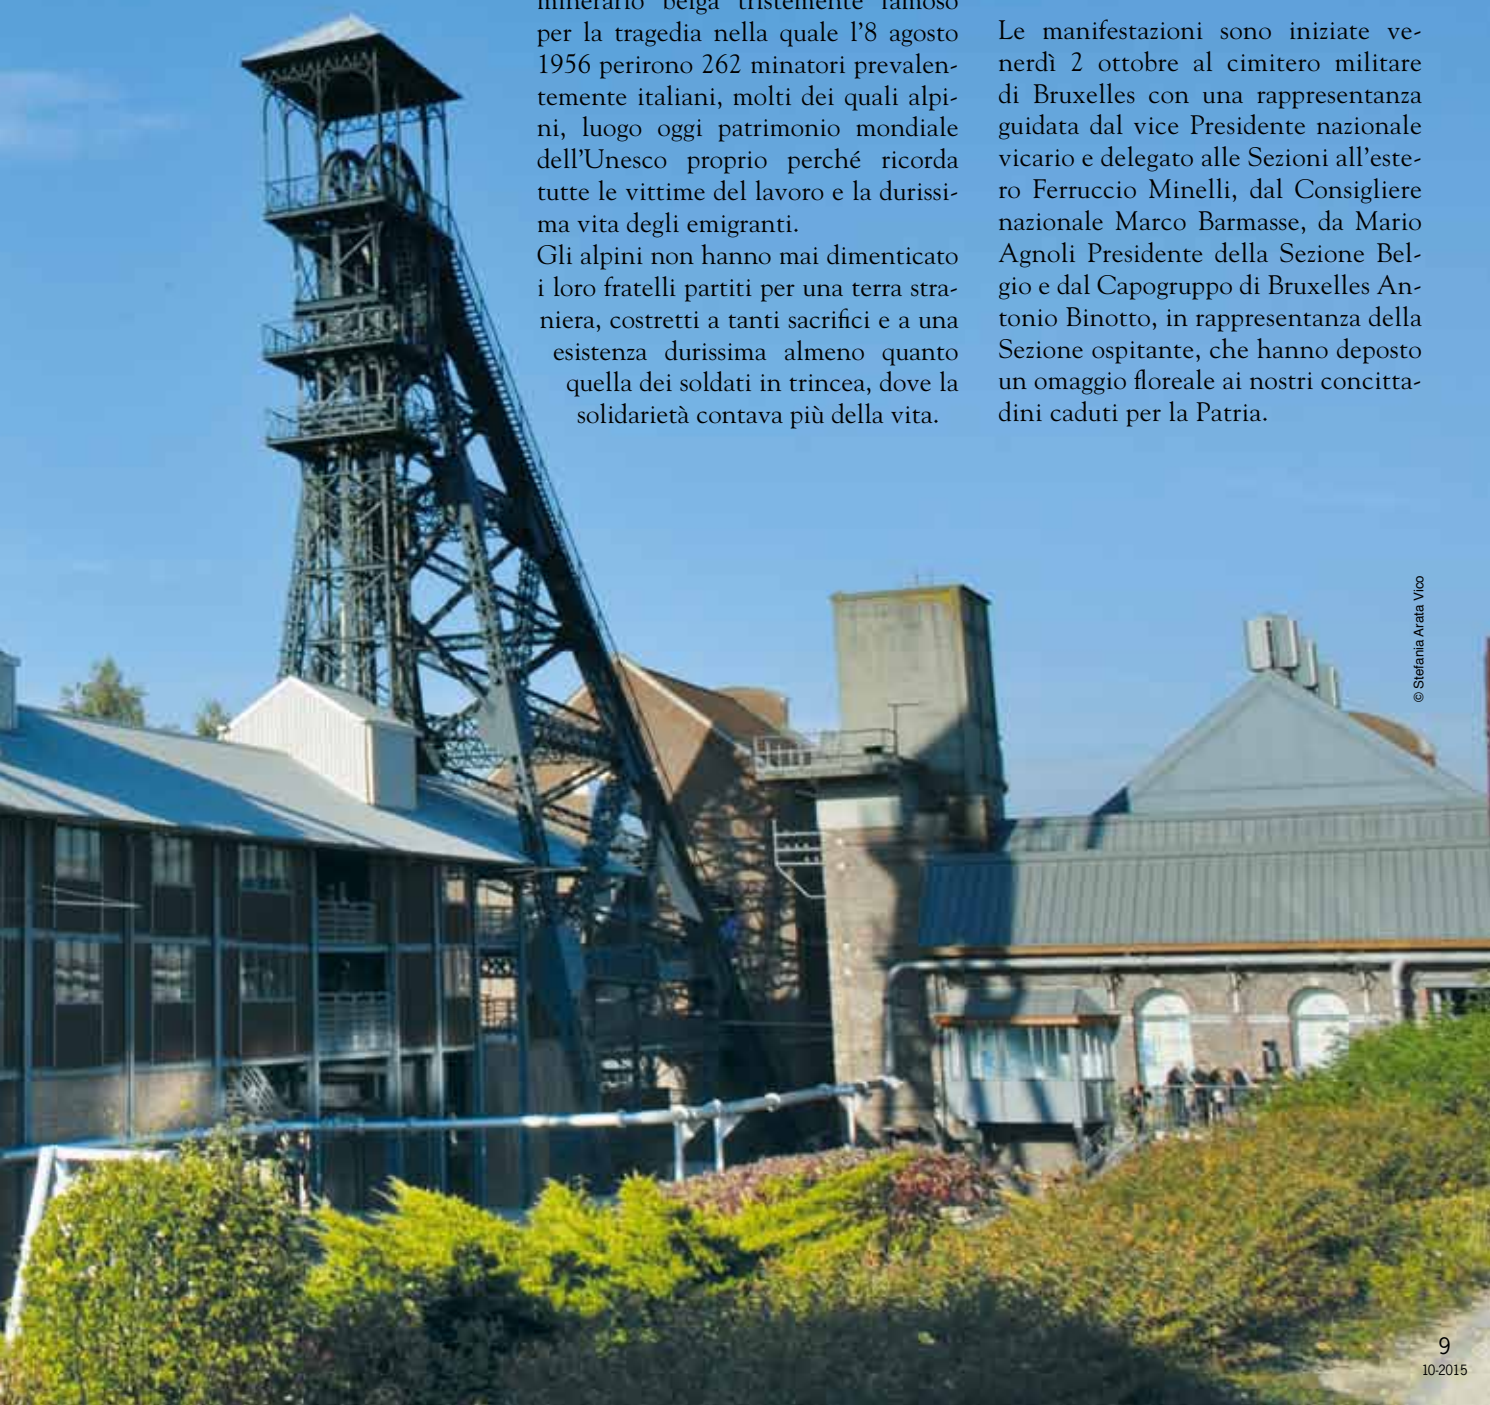 minerario belga tristemente famoso
per la tragedia nella quale l'8 agosto
1956 perirono 262 minatori prevalen-
temente italiani, molti dei quali alpi-
ni, luogo oggi patrimonio mondiale
dell'Unesco proprio perché ricorda
tutte le vittime del lavoro e la durissi-
ma vita degli emigranti.
Gli alpini non hanno mai dimenticato
i loro fratelli partiti per una terra stra-
niera, costretti a tanti sacrifici e a una
esistenza durissima almeno quanto
quella dei soldati in trincea, dove la
solidarietà contava più della vita.
Le manifestazioni sono iniziate ve-
nerdì 2 ottobre al cimitero militare
di Bruxelles con una rappresentanza
guidata dal vice Presidente nazionale
vicario e delegato alle Sezioni all'este-
ro Ferruccio Minelli, dal Consigliere
nazionale Marco Barmasse, da Mario
Agnoli Presidente della Sezione Bel-
gio e dal Capogruppo di Bruxelles An-
tonio Binotto, in rappresentanza della
Sezione ospitante, che hanno deposto
un omaggio floreale ai nostri concitta-
dini caduti per la Patria.
© Stefania Arata Vico
9
10-2015